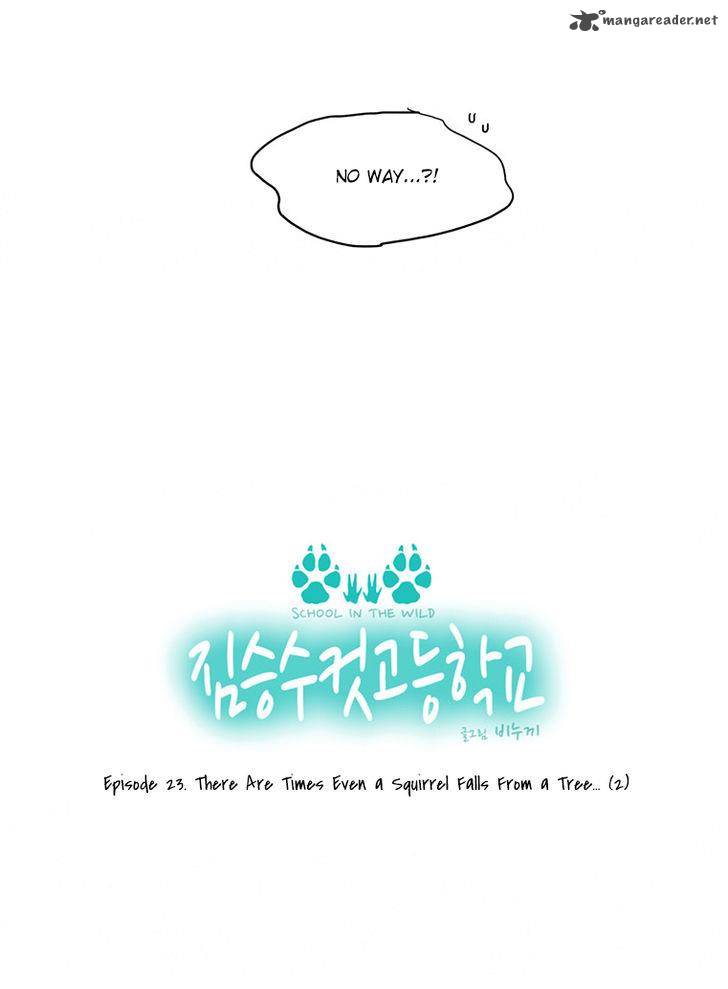 mangareader.net
NO WAY...?!
SCHOOL IN THE WILD
짐승수컷고등학교
글그림 비누끼
Episode 23. There Are Times Even a Squirrel Falls From a Tree... (2)